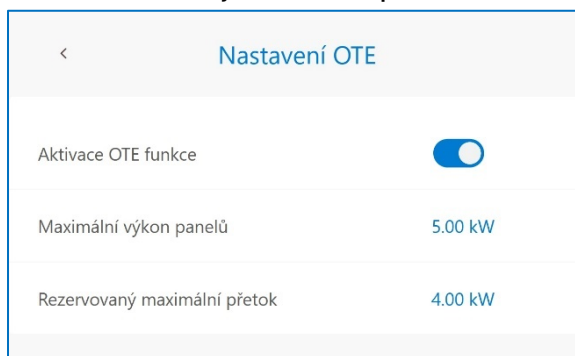 Nastavení OTE
Aktivace OTE funkce
Maximální výkon panelů 5.00 kW
Rezervovaný maximální přetok 4.00 kW